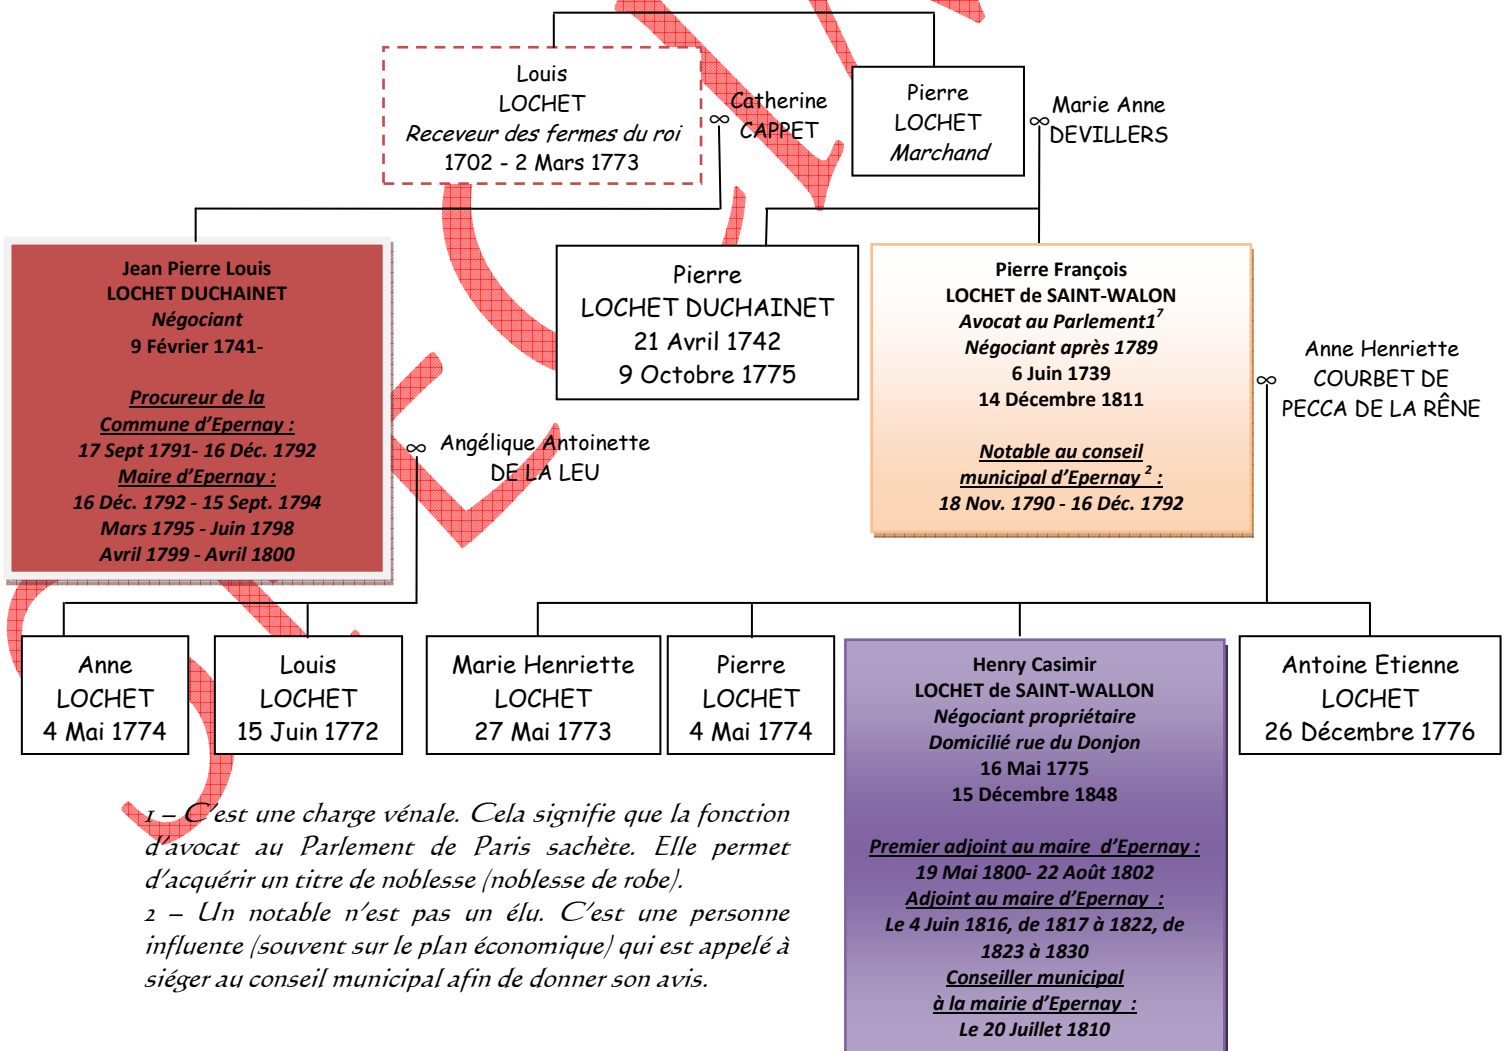 Louis
LOCHET
Receveur des fermes du roi
1702 - 2 Mars 1773
∞
Catherine
CAPPET
Pierre
LOCHET
Marchand
∞
Marie Anne
DEVILLERS
Jean Pierre Louis
LOCHET DUCHAINET
Négociant
9 Février 1741-
Procureur de la
Commune d'Epernay :
17 Sept 1791- 16 Déc. 1792
Maire d'Epernay :
16 Déc. 1792 - 15 Sept. 1794
Mars 1795 - Juin 1798
Avril 1799 - Avril 1800
∞
Angélique Antoinette
DE LA LEU
Pierre
LOCHET DUCHAINET
21 Avril 1742
9 Octobre 1775
Pierre François
LOCHET de SAINT-WALON
Avocat au Parlement1⁷
Négociant après 1789
6 Juin 1739
14 Décembre 1811
Notable au conseil
municipal d'Epernay ² :
18 Nov. 1790 - 16 Déc. 1792
∞
Anne Henriette
COURBET DE
PECCA DE LA RÊNE
Anne
LOCHET
4 Mai 1774
Louis
LOCHET
15 Juin 1772
Marie Henriette
LOCHET
27 Mai 1773
Pierre
LOCHET
4 Mai 1774
Henry Casimir
LOCHET de SAINT-WALLON
Négociant propriétaire
Domicilié rue du Donjon
16 Mai 1775
15 Décembre 1848
Premier adjoint au maire d'Epernay :
19 Mai 1800- 22 Août 1802
Adjoint au maire d'Epernay :
Le 4 Juin 1816, de 1817 à 1822, de
1823 à 1830
Conseiller municipal
à la mairie d'Epernay :
Le 20 Juillet 1810
Antoine Etienne
LOCHET
26 Décembre 1776
1 – C'est une charge vénale. Cela signifie que la fonction
d'avocat au Parlement de Paris sachète. Elle permet
d'acquérir un titre de noblesse (noblesse de robe).
2 – Un notable n'est pas un élu. C'est une personne
influente (souvent sur le plan économique) qui est appelé à
siéger au conseil municipal afin de donner son avis.